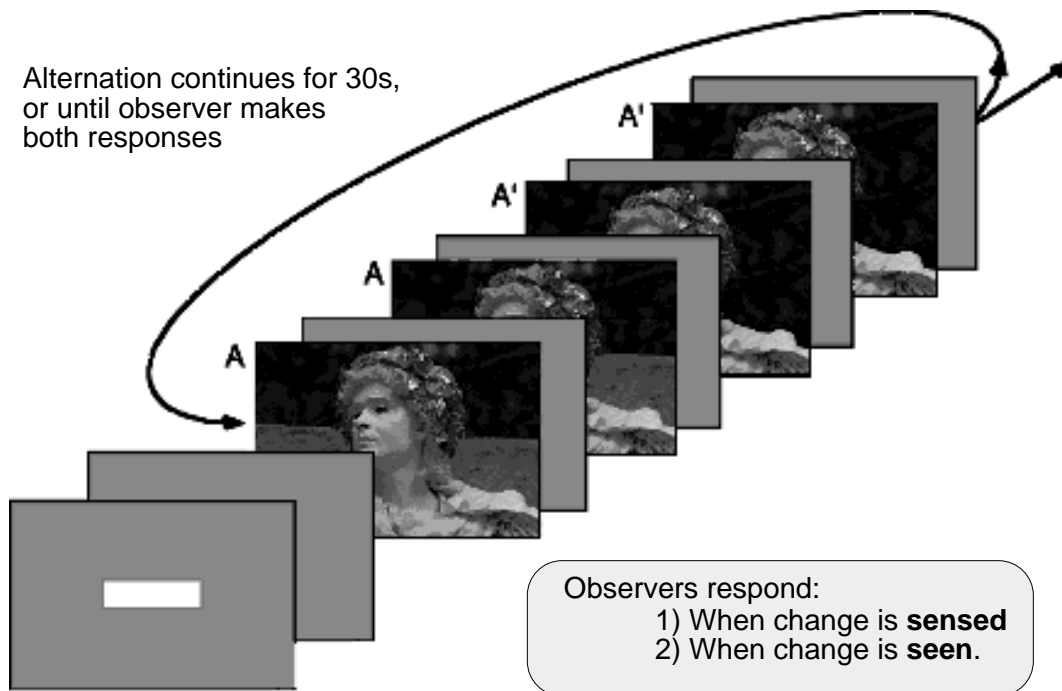 Alternation continues for 30s,
or until observer makes
both responses
A'
A'
A
A
Observers respond:
1) When change is sensed
2) When change is seen.